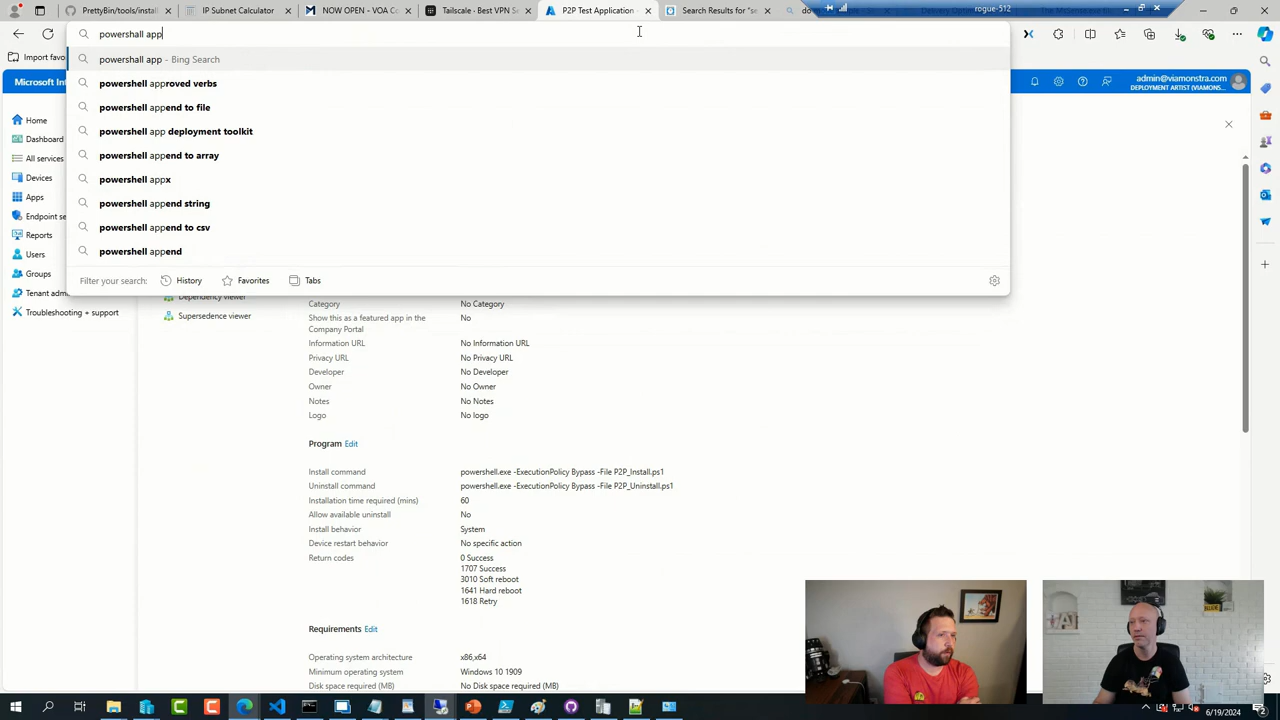 PrettyBin/tools/install
IP Subnet Calculator
NOW OPEN - VOA Co
Tailscale - Best VPN Se
P2P Test Application -
Search Results for "se
rogue-512
powershall app
Import favo
powershall app - Bing Search
powershell approved verbs
powershell append to file
powershell app deployment toolkit
powershell append to array
powershell appx
powershell append string
powershell append to csv
powershell append
Filter your search:
History
Favorites
Tabs
Microsoft Int
admin@viamonstra.com
DEPLOYMENT ARTIST (VIAMONS...
Home
Dashboard
All services
Devices
Apps
Endpoint se
Reports
Users
Groups
Tenant admi
Troubleshooting + support
Dependency viewer
Supersedence viewer
Category No Category
Show this as a featured app in the No
Company Portal
Information URL No Information URL
Privacy URL No Privacy URL
Developer No Developer
Owner No Owner
Notes No Notes
Logo No logo
Program Edit
Install command powershell.exe -ExecutionPolicy Bypass -File P2P_Install.ps1
Uninstall command powershell.exe -ExecutionPolicy Bypass -File P2P_Uninstall.ps1
Installation time required (mins) 60
Allow available uninstall No
Install behavior System
Device restart behavior No specific action
Return codes 0 Success
1707 Success
3010 Soft reboot
1641 Hard reboot
1618 Retry
Requirements Edit
Operating system architecture x86,x64
Minimum operating system Windows 10 1909
Disk space required (MB) No Disk space required (MB)
6/19/2024